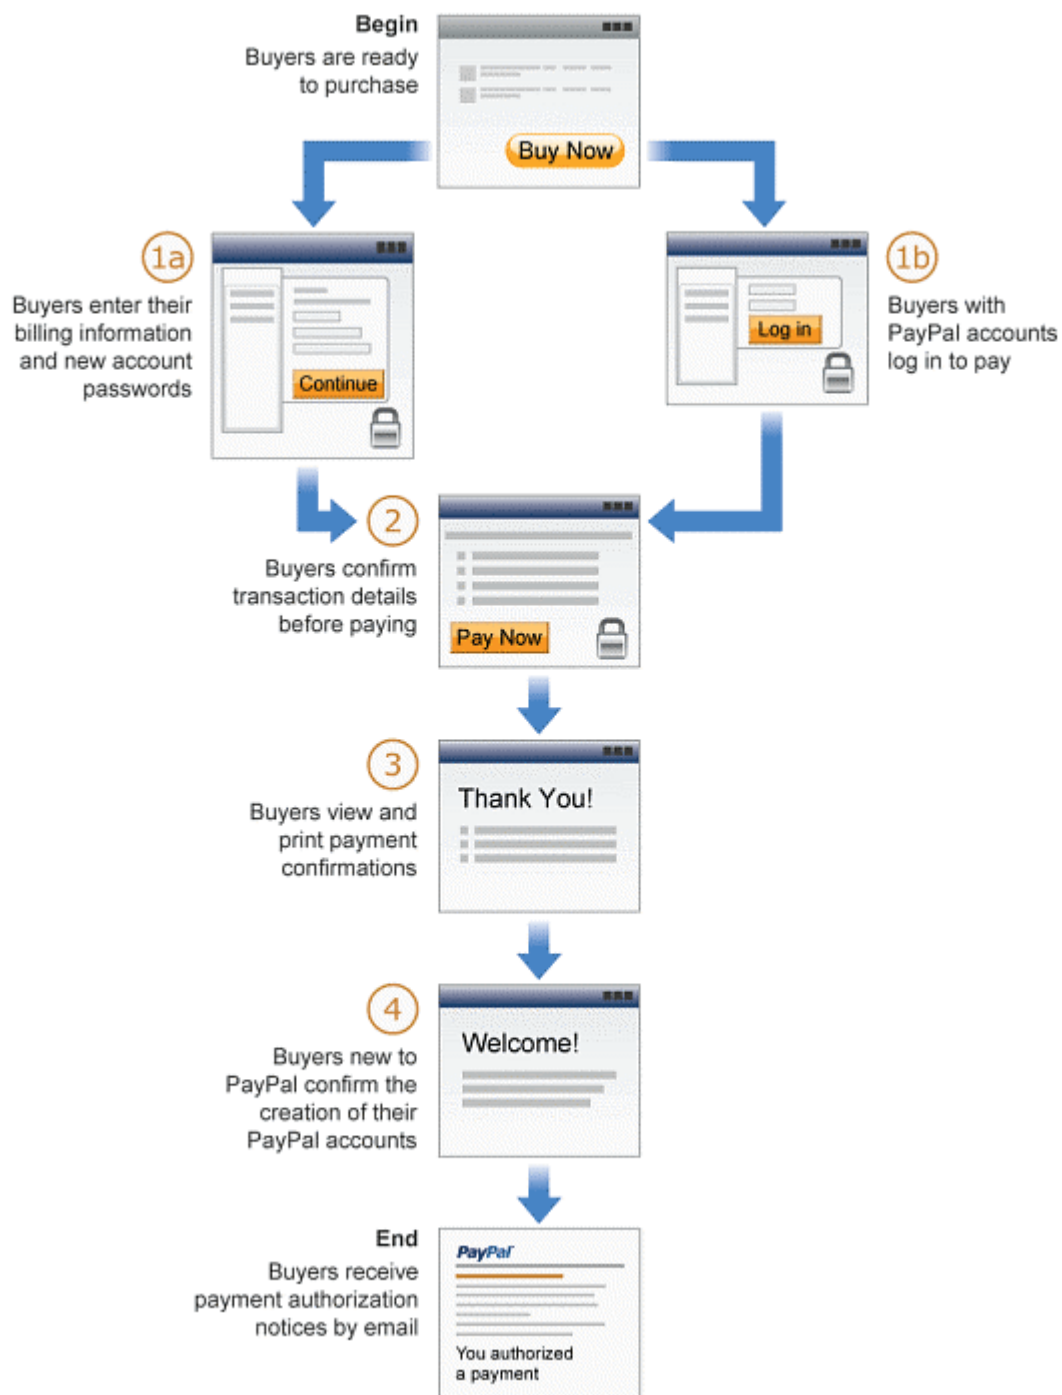 Begin
Buyers are ready
to purchase
Buy Now
1a
Buyers enter their
billing information
and new account
passwords
Continue
1b
Buyers with
PayPal accounts
log in to pay
Log in
2
Buyers confirm
transaction details
before paying
Pay Now
3
Buyers view and
print payment
confirmations
Thank You!
4
Buyers new to
PayPal confirm the
creation of their
PayPal accounts
Welcome!
End
Buyers receive
payment authorization
notices by email
PayPal
You authorized
a payment